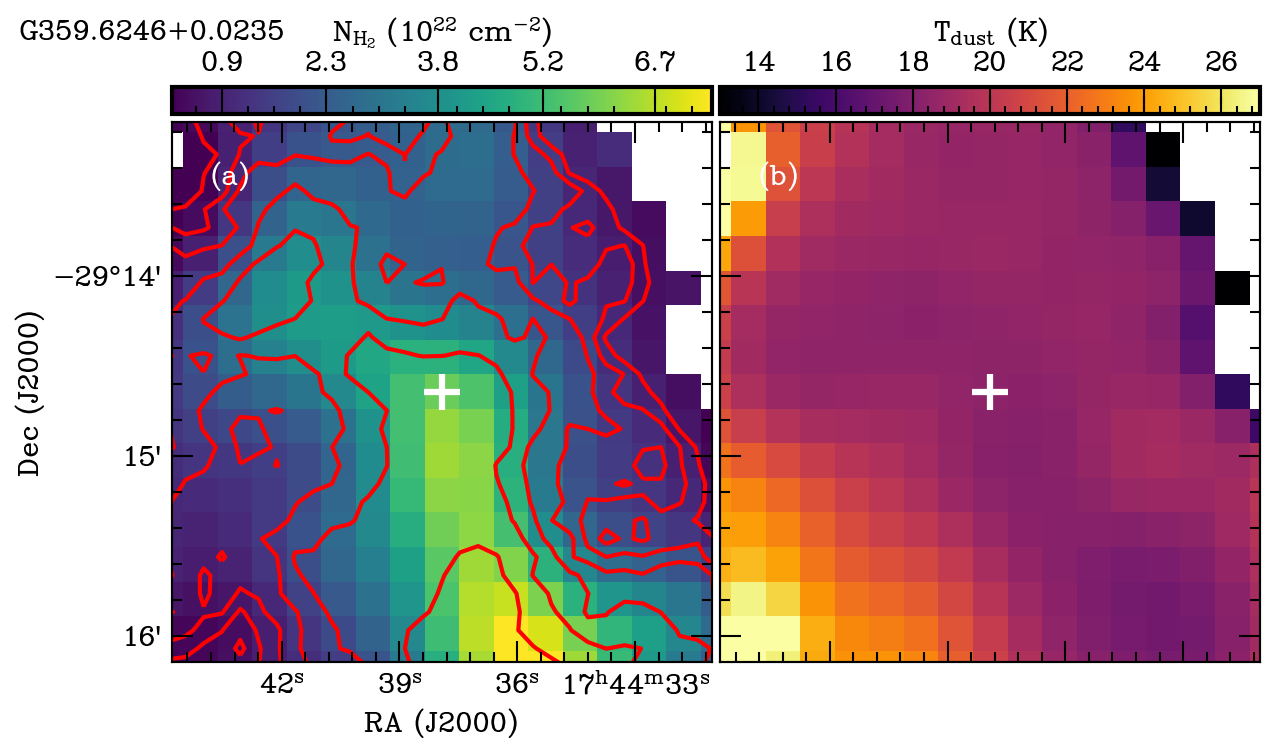 G359.6246+0.0235 N_H₂ (10²² cm⁻²) T_dust (K)
0.9 2.3 3.8 5.2 6.7 14 16 18 20 22 24 26
(a) (b)
−29°14'
15'
16'
Dec (J2000)
42ˢ 39ˢ 36ˢ 17ʰ44ᵐ33ˢ
RA (J2000)